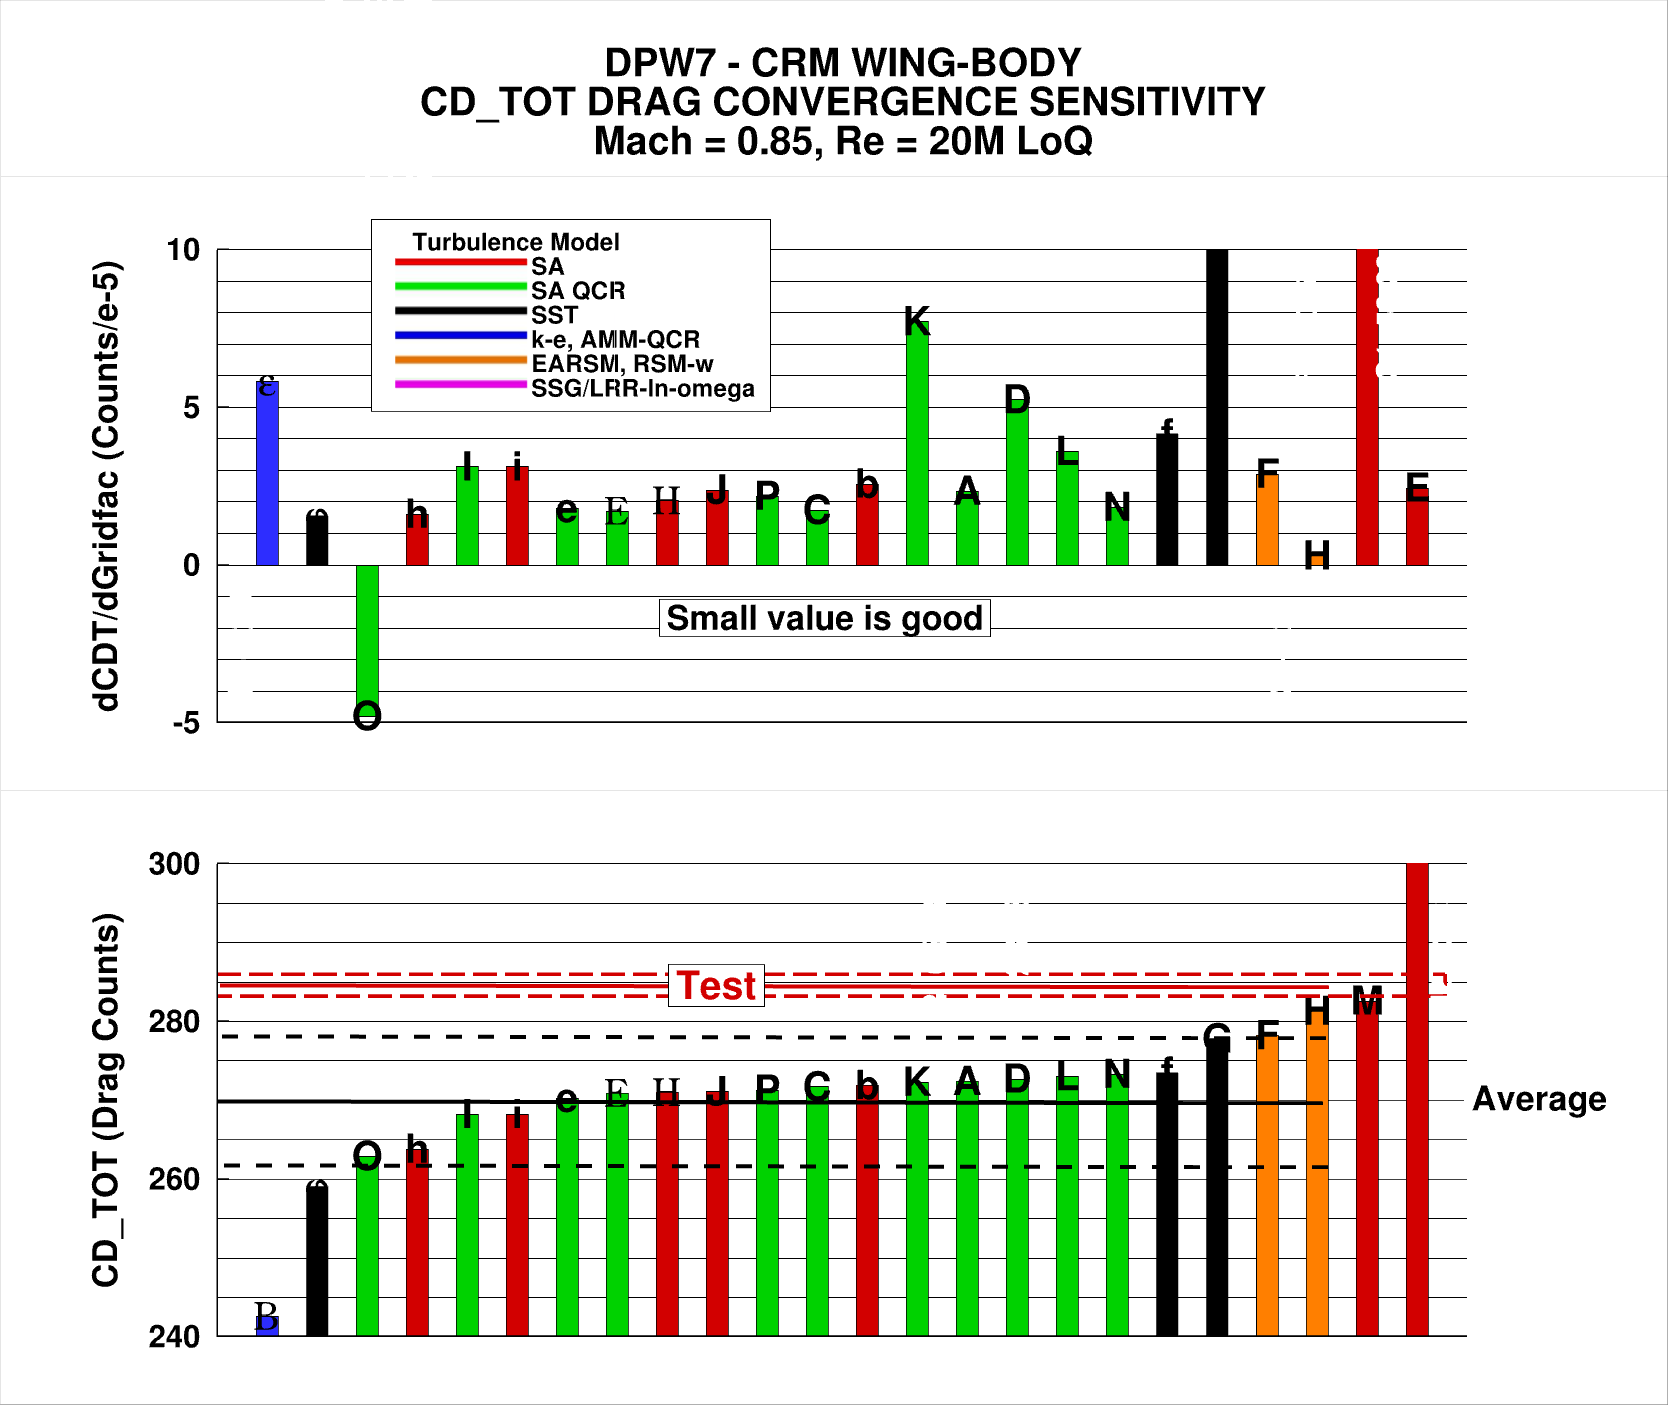 DPW7 - CRM WING-BODY
CD_TOT DRAG CONVERGENCE SENSITIVITY
Mach = 0.85, Re = 20M LoQ
Turbulence Model
SA
SA QCR
SST
k-e, AMM-QCR
EARSM, RSM-w
SSG/LRR-ln-omega
dCDT/dGridfac (Counts/e-5)
10
5
0
-5
ε
O
h
I
i
e
E
H
J
P
C
b
K
A
D
L
N
f
F
H
E
Small value is good
CD_TOT (Drag Counts)
300
280
260
240
Test
Average
B
O
h
I
i
e
E
H
J
P
C
b
K
A
D
L
N
f
G
F
H
M